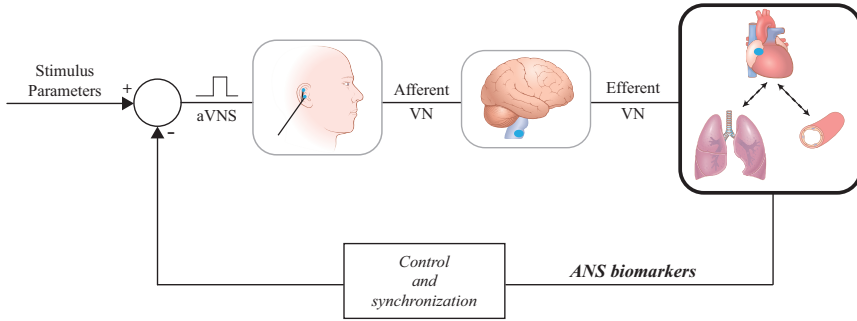 Stimulus
Parameters
+
-
aVNS
Afferent
VN
Efferent
VN
Control
and
synchronization
ANS biomarkers